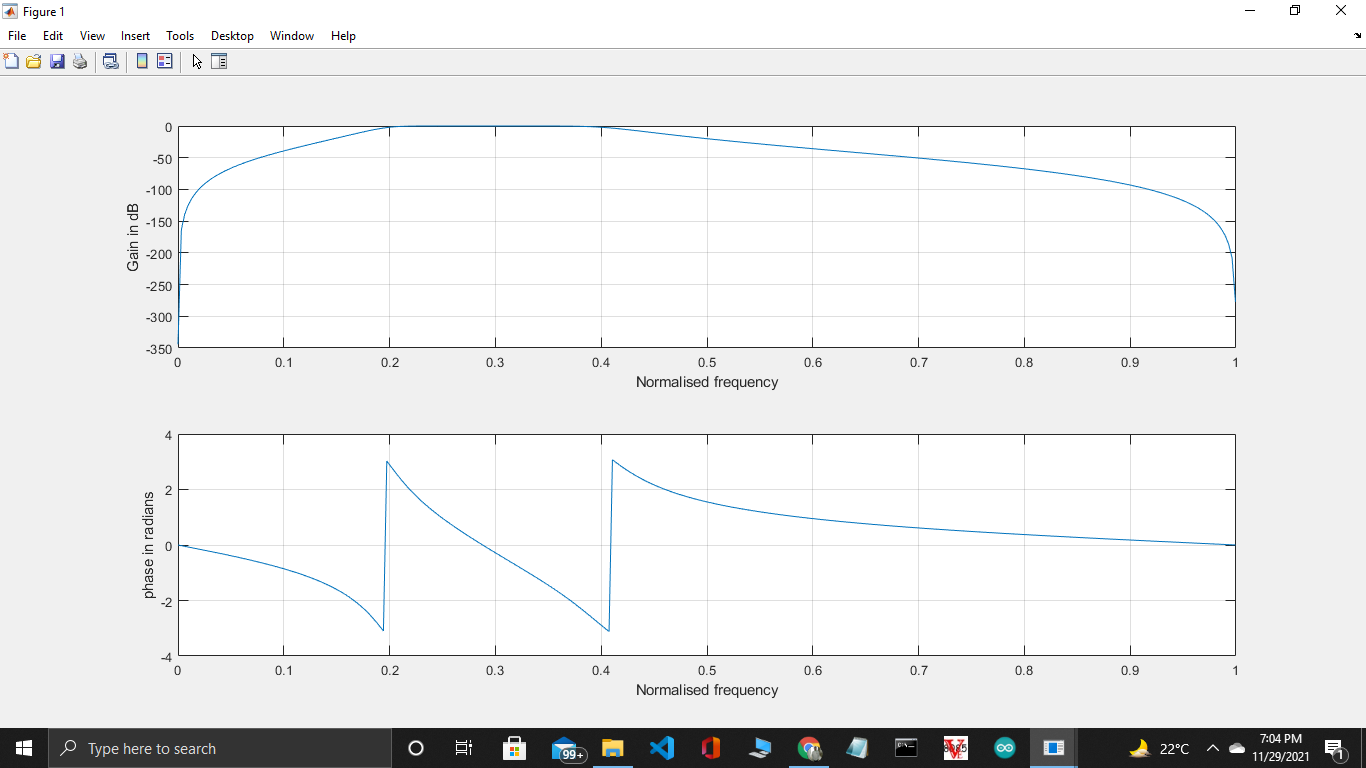 Figure 1
File Edit View Insert Tools Desktop Window Help
0
-50
-100
-150
-200
-250
-300
-350
Gain in dB
0 0.1 0.2 0.3 0.4 0.5 0.6 0.7 0.8 0.9 1
Normalised frequency
4
2
0
-2
-4
phase in radians
0 0.1 0.2 0.3 0.4 0.5 0.6 0.7 0.8 0.9 1
Normalised frequency
Type here to search
99+
22°C
7:04 PM
11/29/2021
1